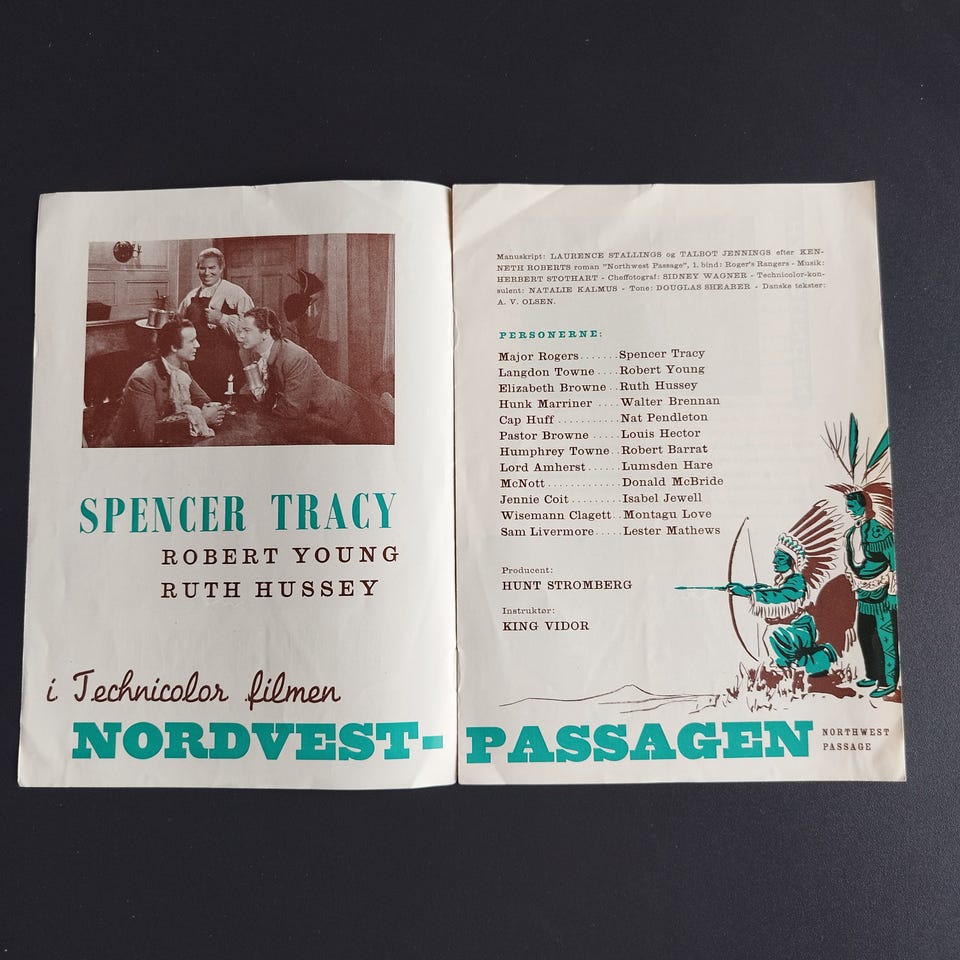 SPENCER TRACY
ROBERT YOUNG
RUTH HUSSEY
i Technicolor filmen
NORDVEST-PASSAGEN
NORTHWEST
PASSAGE
Manuskript: LAURENCE STALLINGS og TALBOT JENNINGS efter KEN-
NETH ROBERTS roman "Northwest Passage", 1. bind: Roger's Rangers - Musik:
HERBERT STOTHART - Cheffotograf: SIDNEY WAGNER - Technicolor-kon-
sulent: NATALIE KALMUS - Tone: DOUGLAS SHEARER - Danske tekster:
A. V. OLSEN.
PERSONERNE:
Major Rogers.......Spencer Tracy
Langdon Towne....Robert Young
Elizabeth Browne..Ruth Hussey
Hunk Marriner....Walter Brennan
Cap Huff..........Nat Pendleton
Pastor Browne.....Louis Hector
Humphrey Towne..Robert Barrat
Lord Amherst......Lumsden Hare
McNott............Donald McBride
Jennie Coit.........Isabel Jewell
Wisemann Clagett..Montagu Love
Sam Livermore.....Lester Mathews
Producent:
HUNT STROMBERG
Instruktør:
KING VIDOR